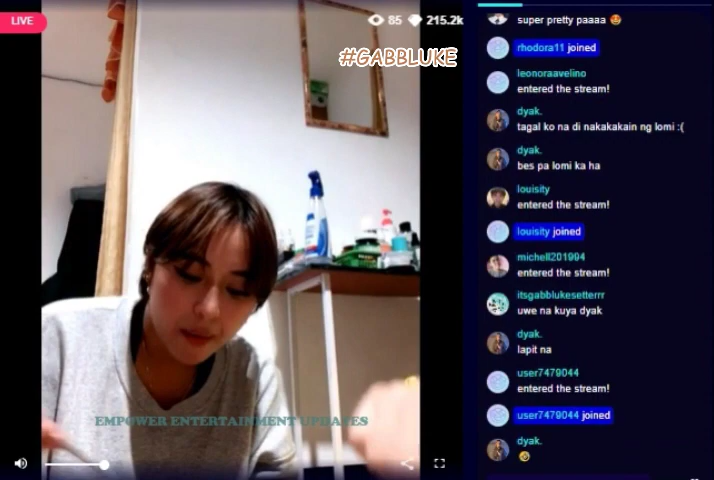 LIVE
85 215.2k
#GABBLUKE
EMPOWER ENTERTAINMENT UPDATES
super pretty paaaa 🤩
rhodora11 joined
leonoraavelino
entered the stream!
dyak.
tagal ko na di nakakakain ng lomi :(
dyak.
bes pa lomi ka ha
louisity
entered the stream!
louisity joined
michell201994
entered the stream!
itsgabblukesetterrr
uwe na kuya dyak
dyak.
lapit na
user7479044
entered the stream!
user7479044 joined
dyak.
🤣